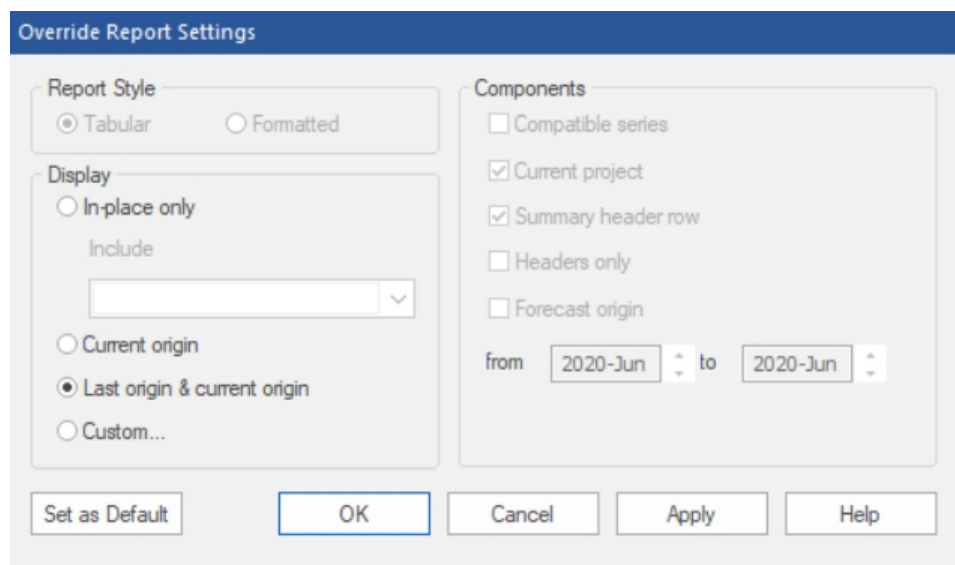 Override Report Settings
Report Style
Tabular
Formatted
Display
In-place only
Include
Current origin
Last origin & current origin
Custom...
Components
Compatible series
Current project
Summary header row
Headers only
Forecast origin
from 2020-Jun to 2020-Jun
Set as Default
OK
Cancel
Apply
Help